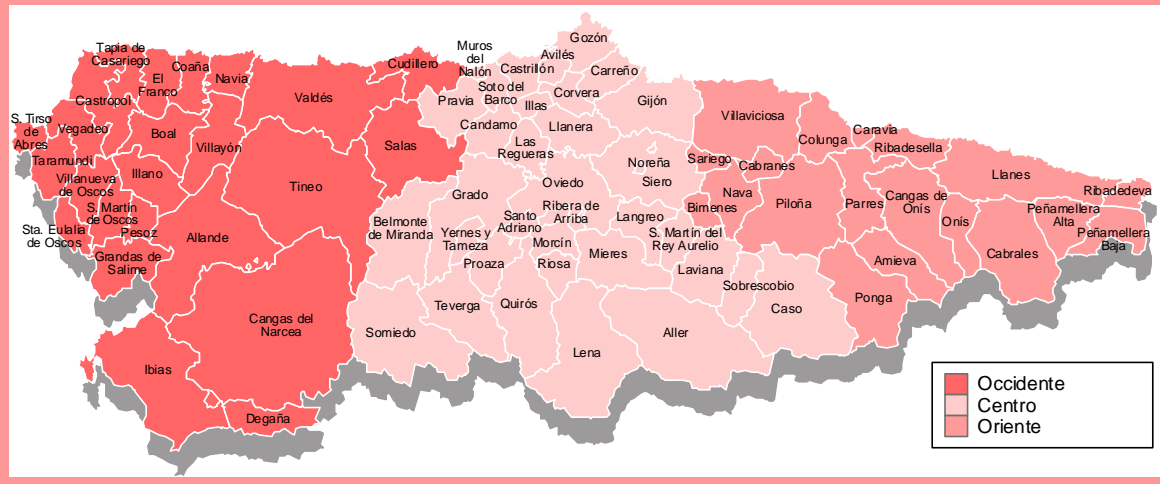 Tapia de
Casariego
El
Franco
Coaña
Navia
Castropol
S. Tirso
de
Abres
Vegadeo
Boal
Villayón
Taramundi
Villanueva
de Oscos
Illano
S. Martín
de Oscos
Pesoz
Sta. Eulalia
de Oscos
Grandas de
Salime
Allande
Valdés
Cudillero
Salas
Tineo
Cangas del
Narcea
Ibias
Degaña
Muros
del
Nalón
Pravia
Soto del
Barco
Castrillón
Avilés
Gozón
Carreño
Corvera
Illas
Gijón
Candamo
Las
Regueras
Llanera
Noreña
Siero
Grado
Oviedo
Belmonte
de Miranda
Yernes y
Tameza
Santo
Adriano
Ribera de
Arriba
Langreo
S. Martín del
Rey Aurelio
Proaza
Morcín
Riosa
Mieres
Laviana
Sobrescobio
Caso
Somiedo
Teverga
Quirós
Lena
Aller
Villaviciosa
Colunga
Caravia
Ribadesella
Sariego
Cabranes
Nava
Bimenes
Piloña
Parres
Cangas de
Onís
Onís
Llanes
Ribadedeva
Peñamellera
Alta
Peñamellera
Baja
Cabrales
Amieva
Ponga
Occidente
Centro
Oriente